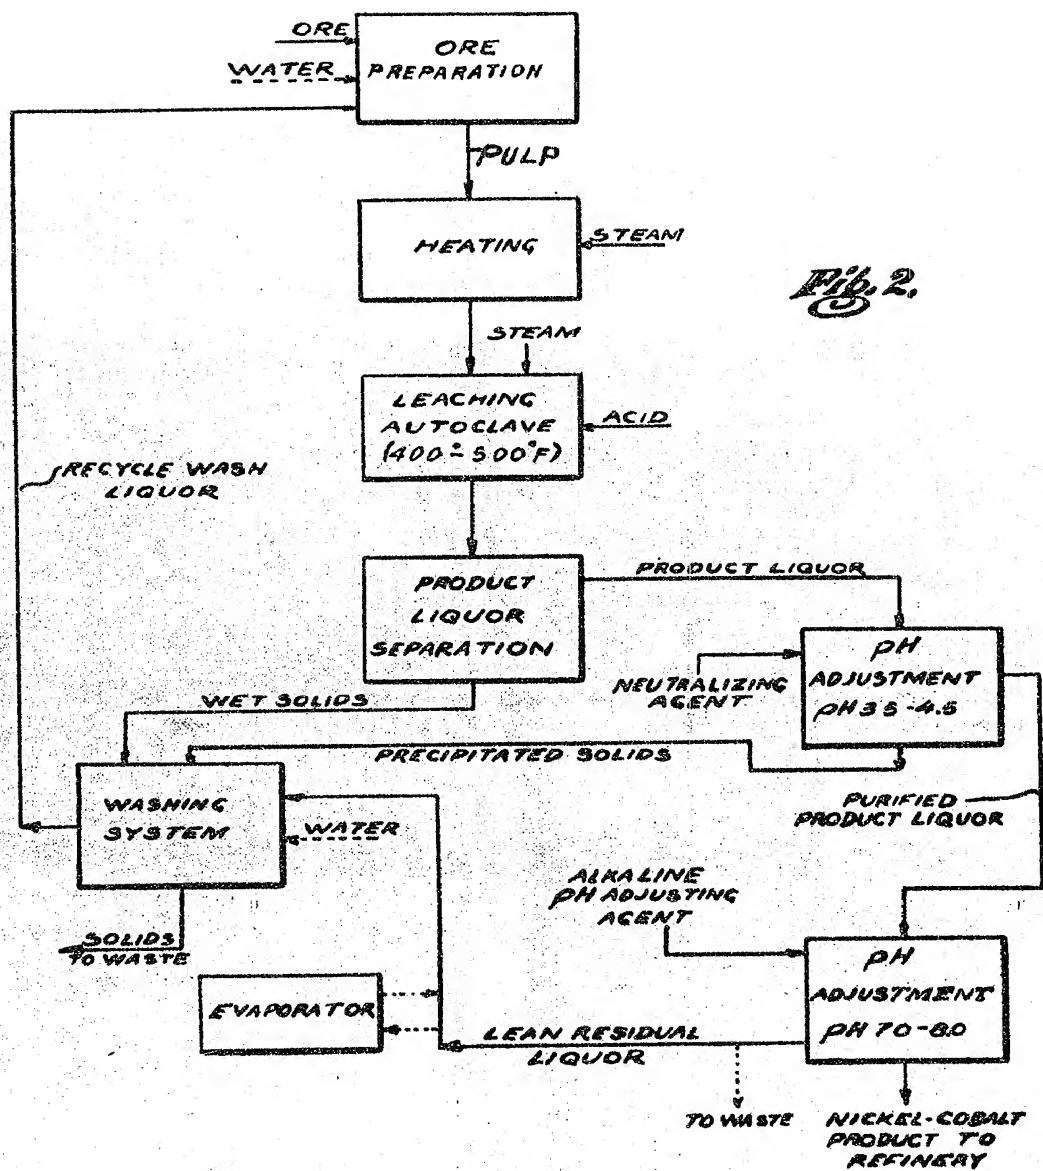 ORE
WATER
ORE
PREPARATION
PULP
HEATING
STEAM
Fig. 2.
STEAM
LEACHING
AUTOCLAVE
(400°-500°F)
ACID
RECYCLE WASH
LIQUOR
PRODUCT
LIQUOR
SEPARATION
PRODUCT LIQUOR
NEUTRALIZING
AGENT
pH
ADJUSTMENT
pH 3.5-4.5
WET SOLIDS
PRECIPITATED SOLIDS
WASHING
SYSTEM
WATER
PURIFIED
PRODUCT LIQUOR
ALKALINE
pH ADJUSTING
AGENT
SOLIDS
TO WASTE
EVAPORATOR
LEAN RESIDUAL
LIQUOR
pH
ADJUSTMENT
pH 7.0-8.0
TO WASTE
NICKEL-COBALT
PRODUCT TO
REFINERY